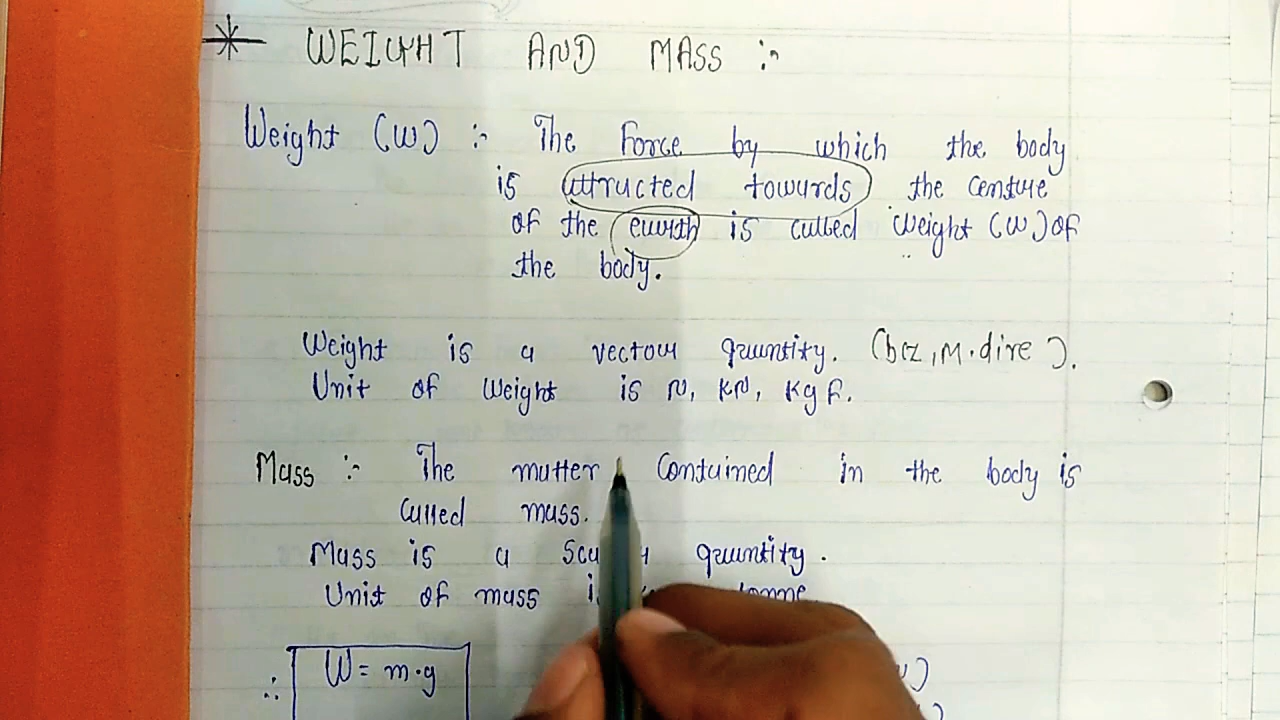 * WEIGHT AND MASS :-
Weight (W) :- The Force by which the body
is attracted towards the centure
of the earth is called weight (W) of
the body.
Weight is a vector quantity. (bcz, M. dire ).
Unit of Weight is N, KN, Kgf.
Mass :- The matter Contained in the body is
Called mass.
Mass is a quantity.
Unit of mass tonne
∴ W = m.g